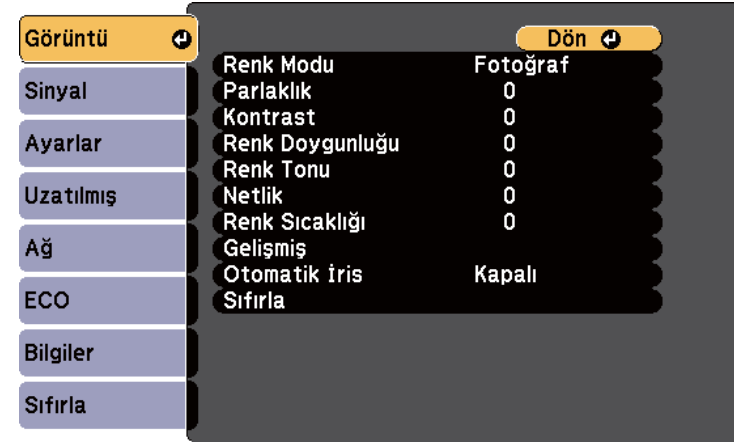 Görüntü
Sinyal
Ayarlar
Uzatılmış
Ağ
ECO
Bilgiler
Sıfırla
Dön
Renk Modu Fotoğraf
Parlaklık 0
Kontrast 0
Renk Doygunluğu 0
Renk Tonu 0
Netlik 0
Renk Sıcaklığı 0
Gelişmiş
Otomatik İris Kapalı
Sıfırla